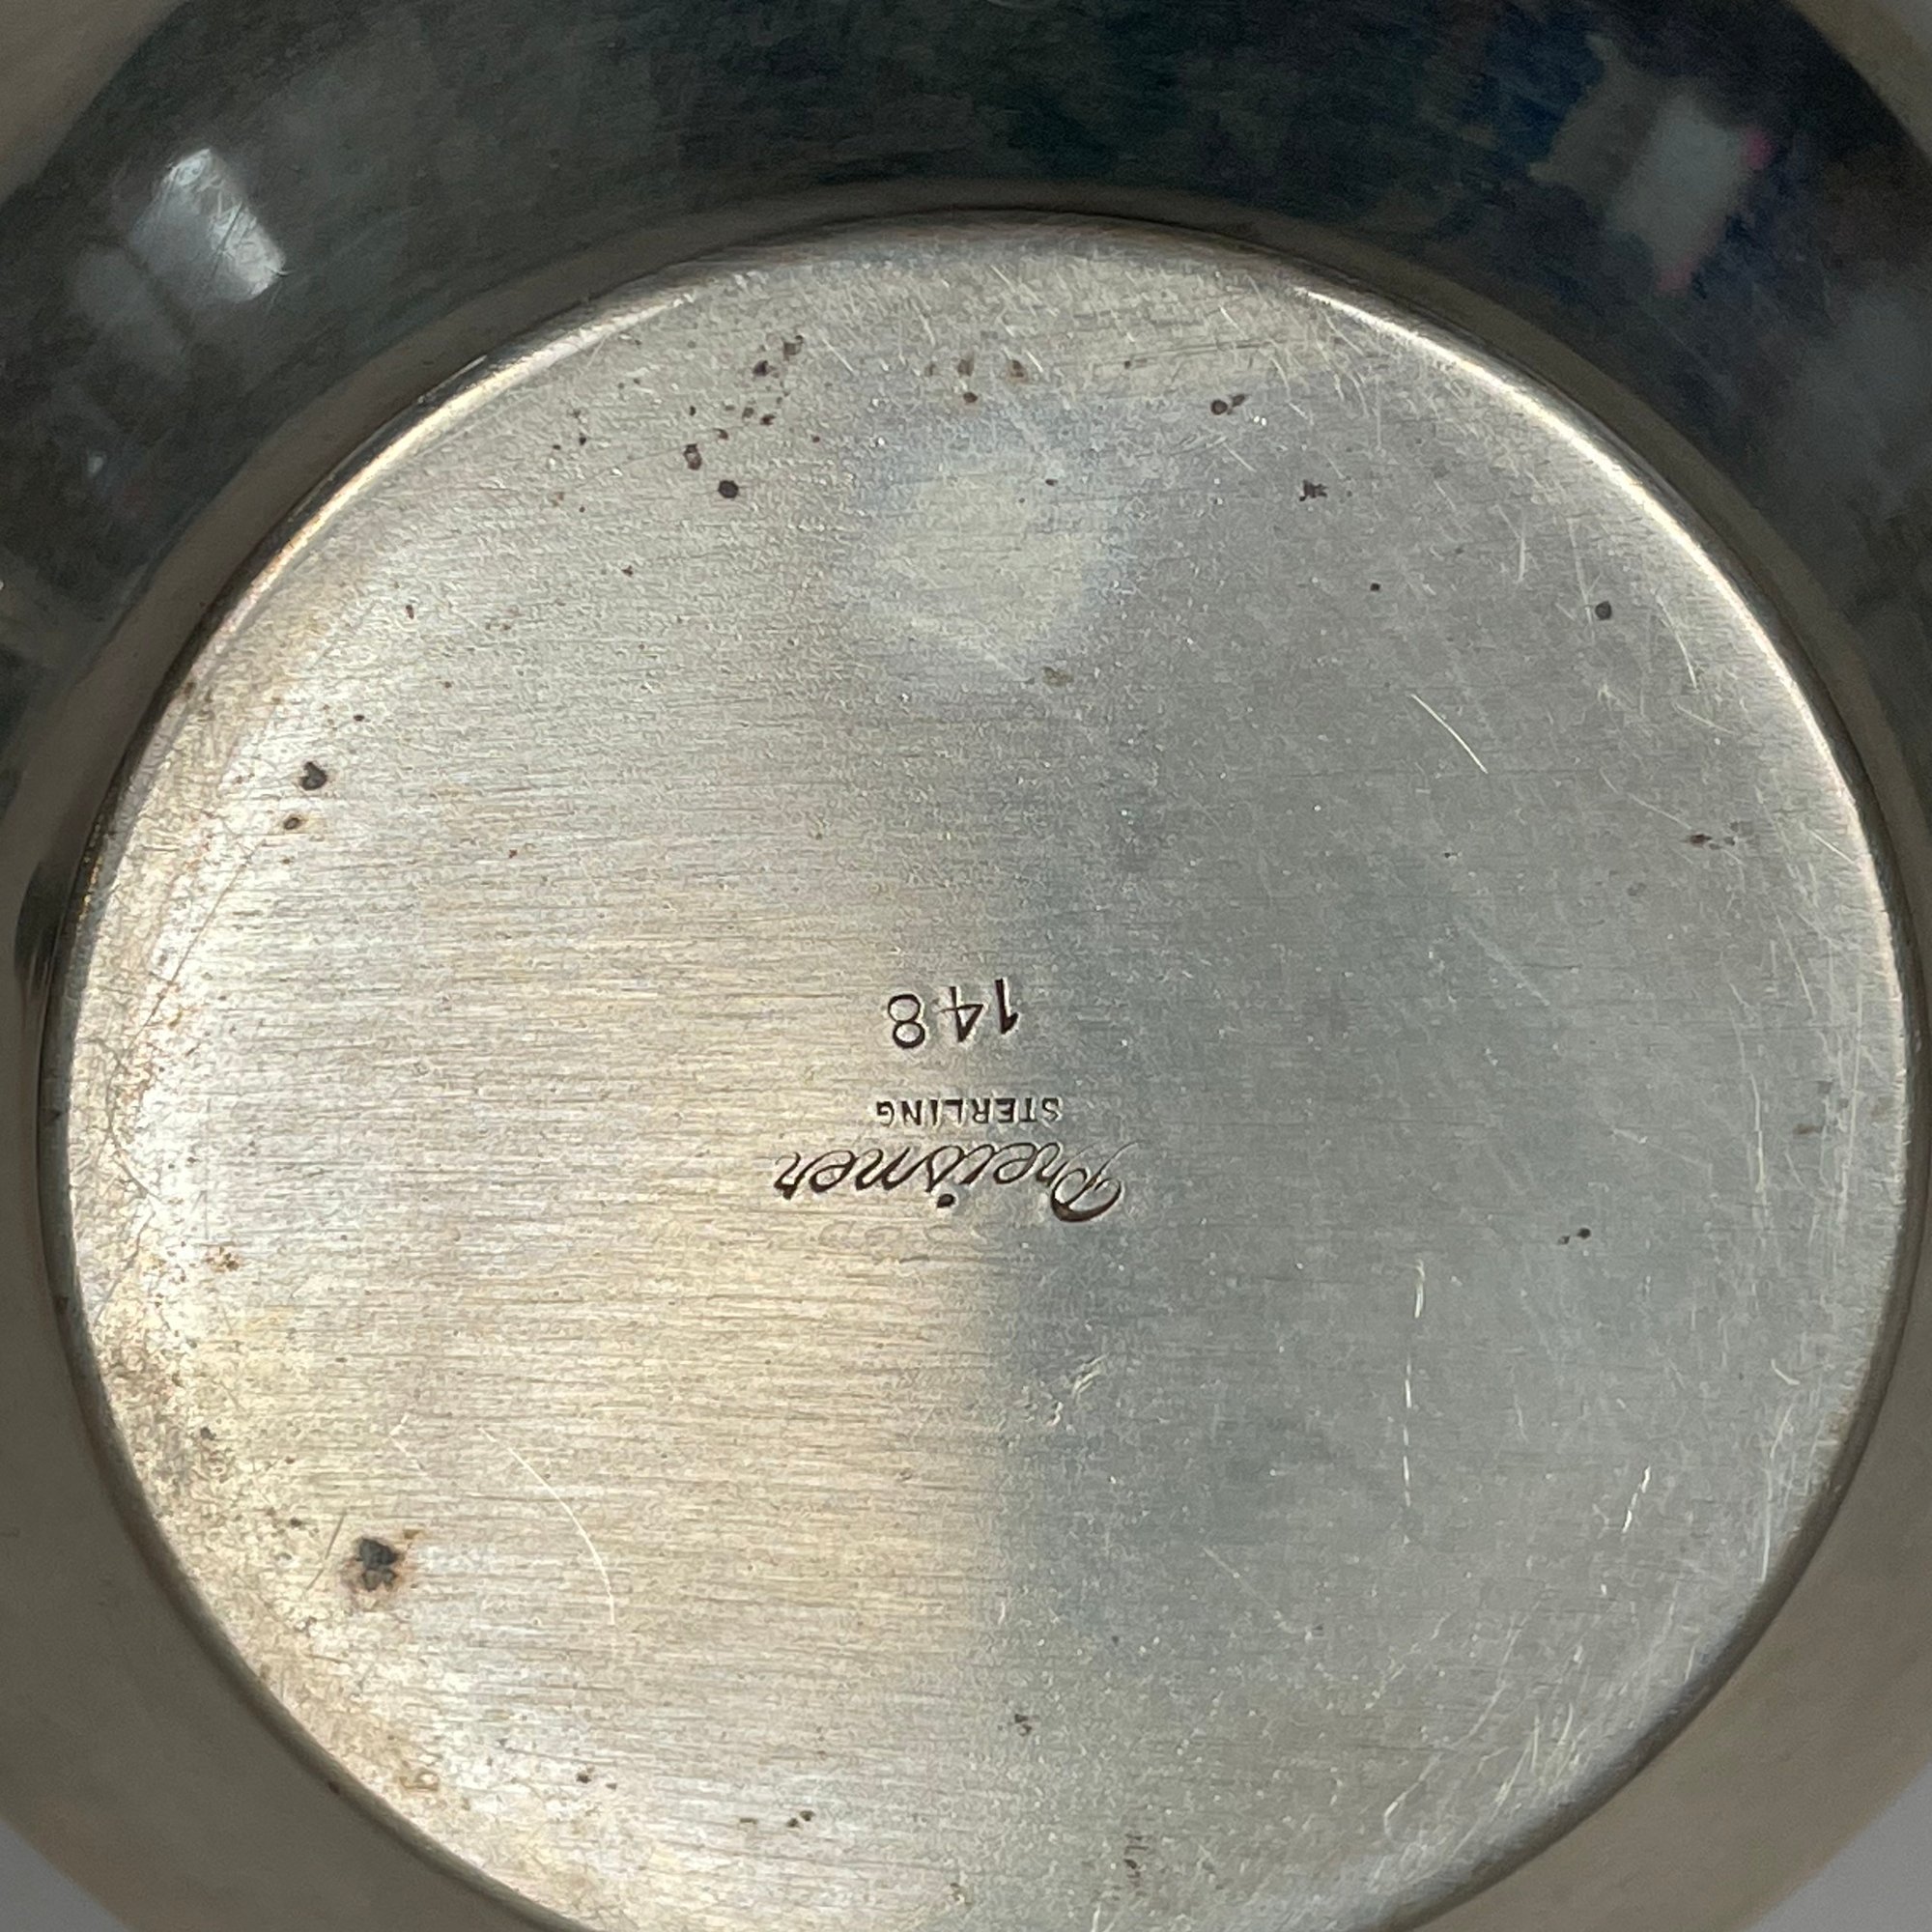 Preisner
STERLING
148